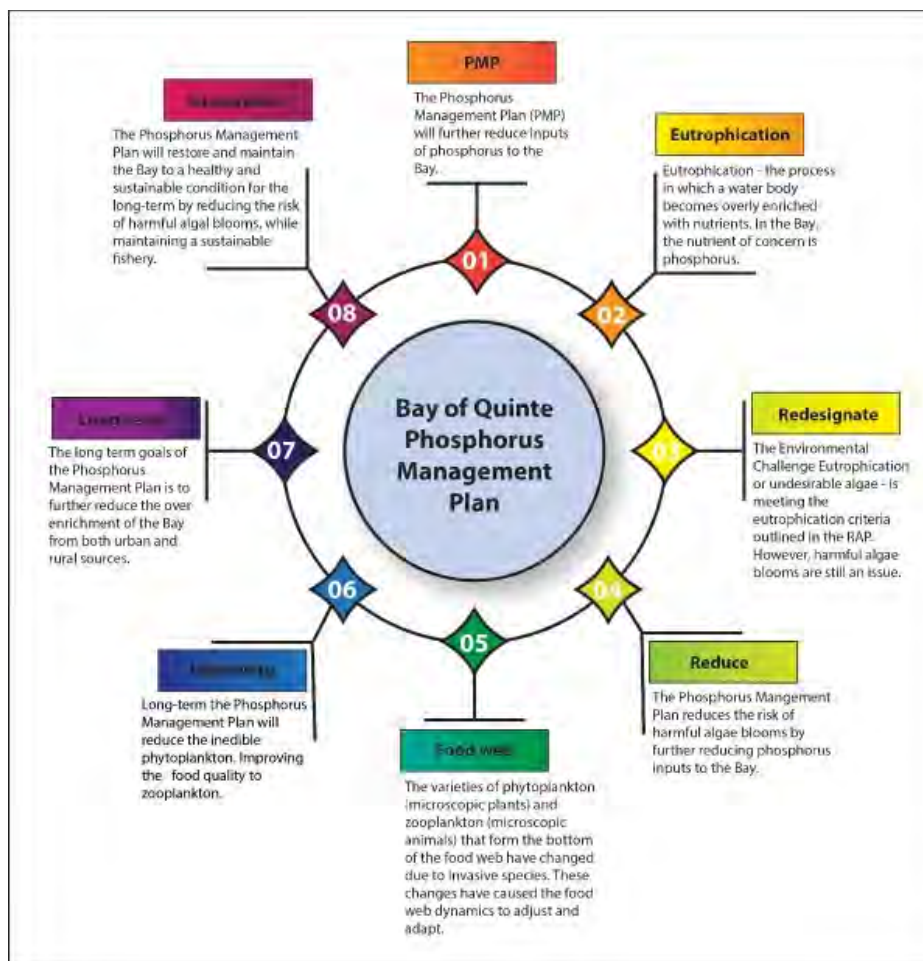 PMP
The Phosphorus
Management Plan (PMP)
will further reduce inputs
of phosphorus to the
Bay.
01
Eutrophication
Eutrophication - the process
in which a water body
becomes overly enriched
with nutrients. In the Bay,
the nutrient of concern is
phosphorus.
02
Redesignate
The Environmental
Challenge Eutrophication
or undesirable algae - is
meeting the
eutrophication criteria
outlined in the RAP.
However, harmful algae
blooms are still an issue.
03
Reduce
The Phosphorus Mangement
Plan reduces the risk of
harmful algae blooms by
further reducing phosphorus
inputs to the Bay.
04
Food web
The varieties of phytoplankton
(microscopic plants) and
zooplankton (microscopic
animals) that form the bottom
of the food web have changed
due to invasive species. These
changes have caused the food
web dynamics to adjust and
adapt.
05
Long-term the Phosphorus
Management Plan will
reduce the inedible
phytoplankton. Improving
the food quality to
zooplankton.
06
The long term goals of
the Phosphorus
Management Plan is to
further reduce the over
enrichment of the Bay
from both urban and
rural sources.
07
The Phosphorus Management
Plan will restore and maintain
the Bay to a healthy and
sustainable condition for the
long-term by reducing the risk
of harmful algal blooms, while
maintaining a sustainable
fishery.
08
Bay of Quinte
Phosphorus
Management
Plan